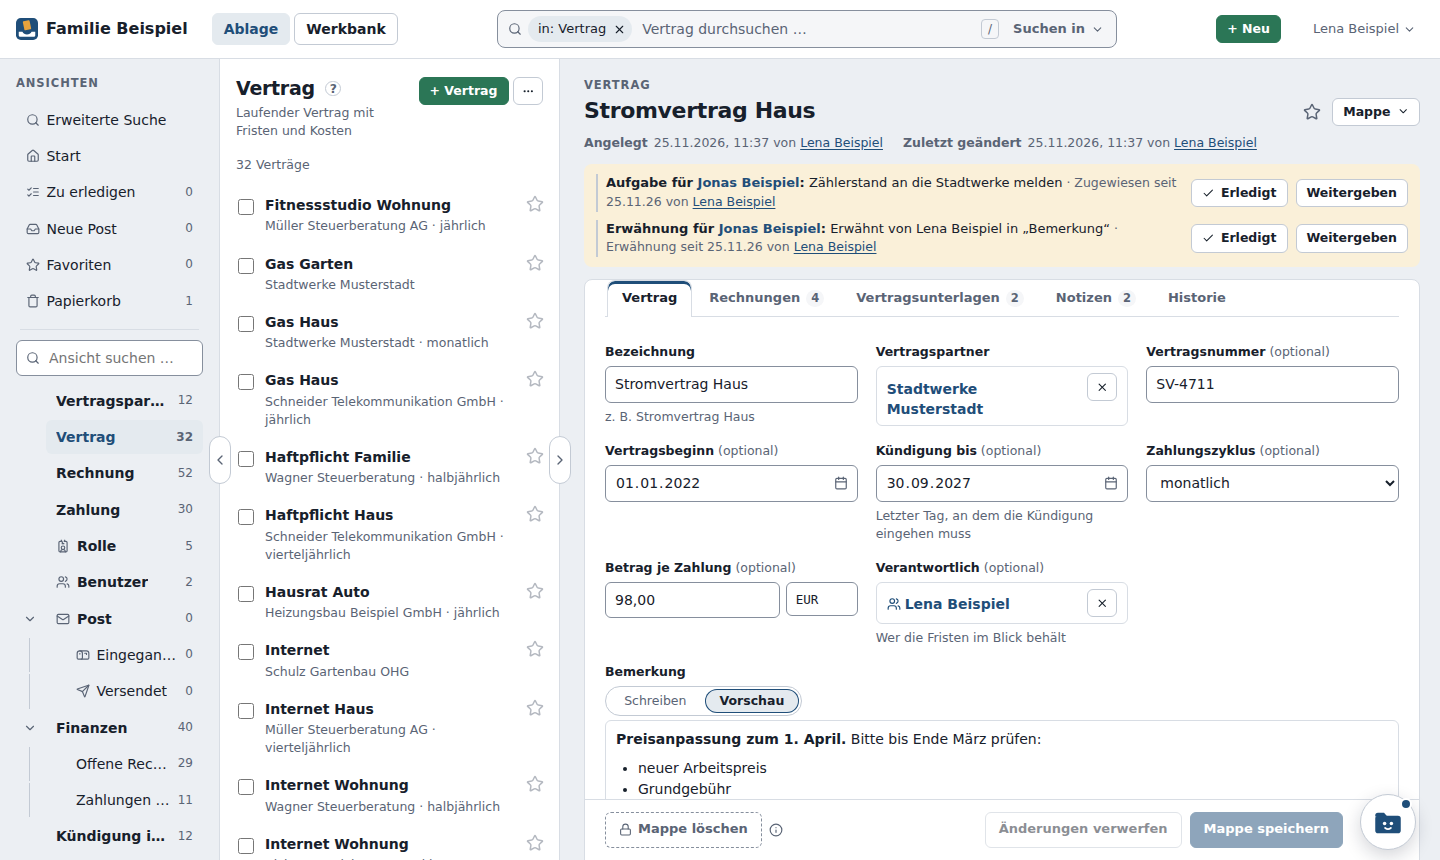 Familie Beispiel
Ablage
Werkbank
in: Vertrag
Vertrag durchsuchen …
/
Suchen in
+ Neu
Lena Beispiel
ANSICHTEN
Erweiterte Suche
Start
Zu erledigen 0
Neue Post 0
Favoriten 0
Papierkorb 1
Ansicht suchen …
Vertragspar… 12
Vertrag 32
Rechnung 52
Zahlung 30
Rolle 5
Benutzer 2
Post 0
Eingegan… 0
Versendet 0
Finanzen 40
Offene Rec… 29
Zahlungen … 11
Kündigung i… 12
Vertrag ?
+ Vertrag
Laufender Vertrag mit
Fristen und Kosten
32 Verträge
Fitnessstudio Wohnung
Müller Steuerberatung AG · jährlich
Gas Garten
Stadtwerke Musterstadt
Gas Haus
Stadtwerke Musterstadt · monatlich
Gas Haus
Schneider Telekommunikation GmbH ·
jährlich
Haftpflicht Familie
Wagner Steuerberatung · halbjährlich
Haftpflicht Haus
Schneider Telekommunikation GmbH ·
vierteljährlich
Hausrat Auto
Heizungsbau Beispiel GmbH · jährlich
Internet
Schulz Gartenbau OHG
Internet Haus
Müller Steuerberatung AG ·
vierteljährlich
Internet Wohnung
Wagner Steuerberatung · halbjährlich
Internet Wohnung
VERTRAG
Stromvertrag Haus
Mappe
Angelegt 25.11.2026, 11:37 von Lena Beispiel Zuletzt geändert 25.11.2026, 11:37 von Lena Beispiel
Aufgabe für Jonas Beispiel: Zählerstand an die Stadtwerke melden · Zugewiesen seit
25.11.26 von Lena Beispiel
Erledigt
Weitergeben
Erwähnung für Jonas Beispiel: Erwähnt von Lena Beispiel in „Bemerkung“ ·
Erwähnung seit 25.11.26 von Lena Beispiel
Erledigt
Weitergeben
Vertrag
Rechnungen 4
Vertragsunterlagen 2
Notizen 2
Historie
Bezeichnung
Stromvertrag Haus
z. B. Stromvertrag Haus
Vertragspartner
Stadtwerke
Musterstadt
Vertragsnummer (optional)
SV-4711
Vertragsbeginn (optional)
01.01.2022
Kündigung bis (optional)
30.09.2027
Letzter Tag, an dem die Kündigung
eingehen muss
Zahlungszyklus (optional)
monatlich
Betrag je Zahlung (optional)
98,00
EUR
Verantwortlich (optional)
Lena Beispiel
Wer die Fristen im Blick behält
Bemerkung
Schreiben
Vorschau
Preisanpassung zum 1. April. Bitte bis Ende März prüfen:
• neuer Arbeitspreis
• Grundgebühr
Mappe löschen
Änderungen verwerfen
Mappe speichern